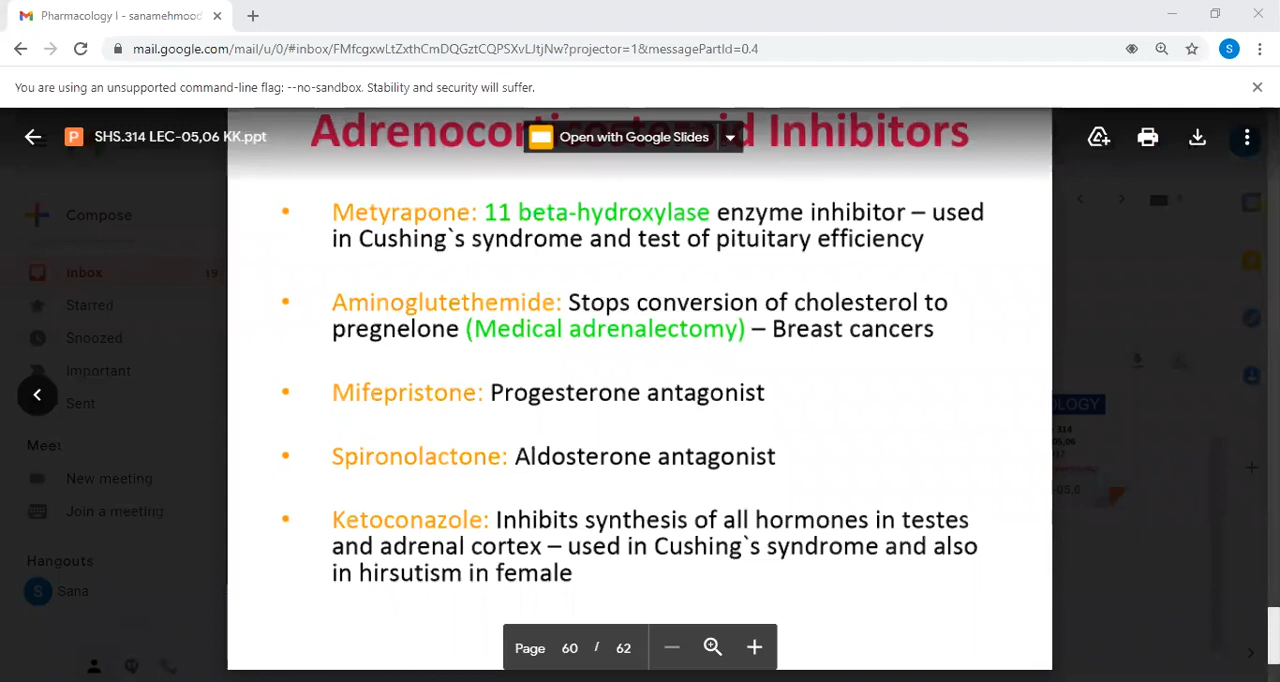 Pharmacology I - sanamehmood
mail.google.com/mail/u/0/#inbox/FMfcgxwLtZxthCmDQGztCQPSXvLJtjNw?projector=1&messagePartId=0.4
S
You are using an unsupported command-line flag: --no-sandbox. Stability and security will suffer.
P SHS.314 LEC-05,06 KK.ppt
Open with Google Slides
Inhibitors
Compose
Inbox 19
Starred
Snoozed
Important
Sent
Meet
New meeting
Join a meeting
Hangouts
S Sana
• Metyrapone: 11 beta-hydroxylase enzyme inhibitor – used
in Cushing`s syndrome and test of pituitary efficiency
• Aminoglutethemide: Stops conversion of cholesterol to
pregnelone (Medical adrenalectomy) – Breast cancers
• Mifepristone: Progesterone antagonist
• Spironolactone: Aldosterone antagonist
• Ketoconazole: Inhibits synthesis of all hormones in testes
and adrenal cortex – used in Cushing`s syndrome and also
in hirsutism in female
Page 60 / 62